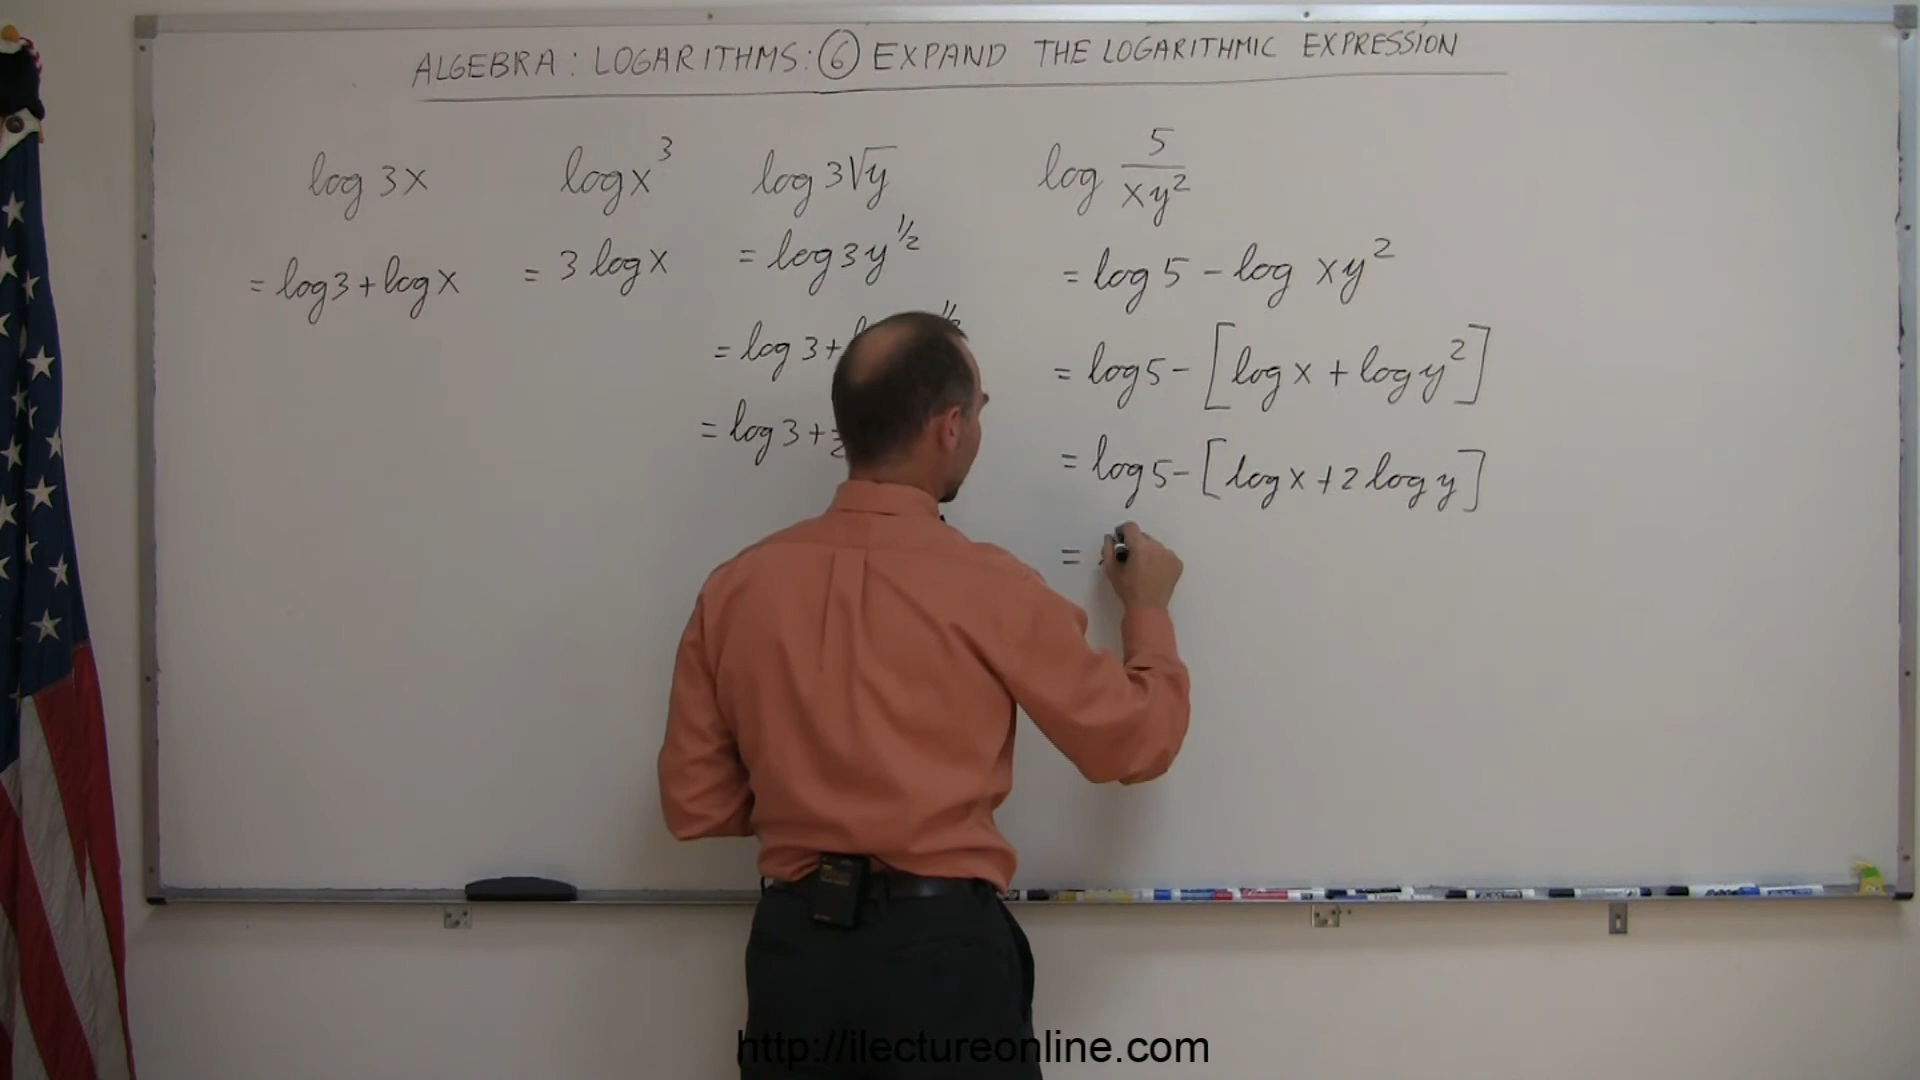 ALGEBRA: LOGARITHMS: ⑥ EXPAND THE LOGARITHMIC EXPRESSION
log 3x
= log 3 + log x
log x³
= 3 log x
log 3√y
= log 3 y^1/2
= log 3 +
= log 3 +
log 5/xy²
= log 5 - log xy²
= log 5 - [log x + log y²]
= log 5 - [log x + 2 log y]
=
http://ilectureonline.com